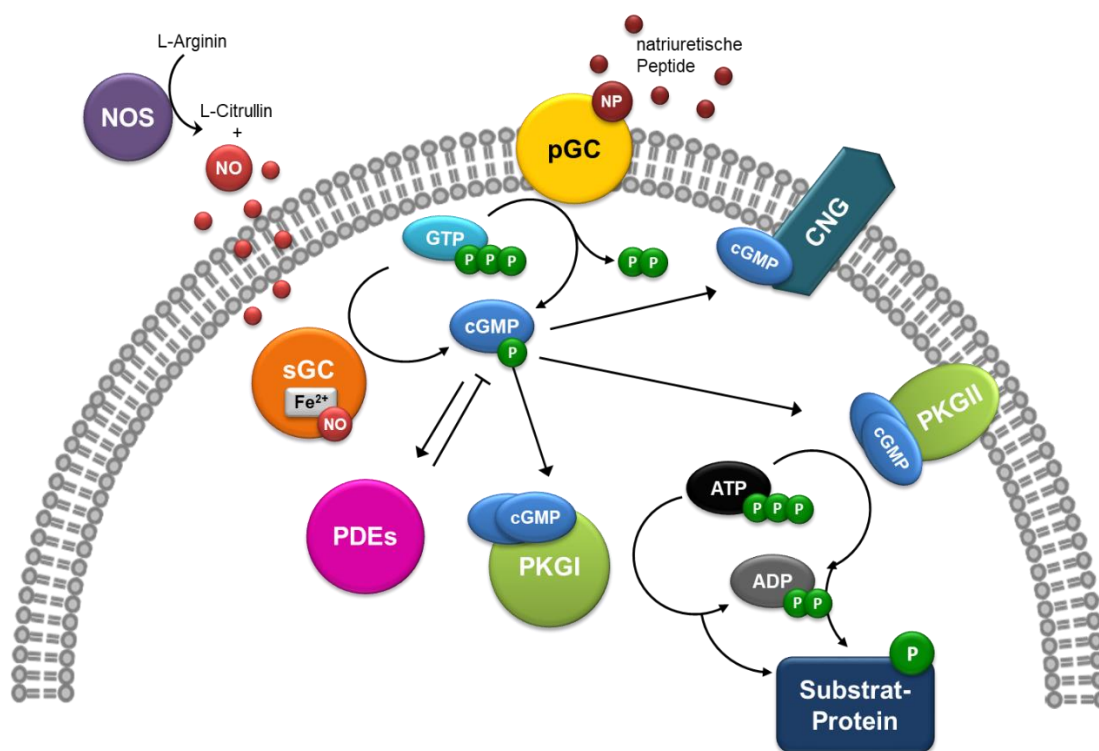 L-Arginin
NOS
L-Citrullin
+
NO
natriuretische
Peptide
NP
pGC
GTP
P P P
P P
cGMP
P
cGMP
CNG
sGC
Fe²⁺
NO
PDEs
cGMP
PKGI
cGMP
PKGII
ATP
P P P
ADP
P P
P
Substrat-
Protein